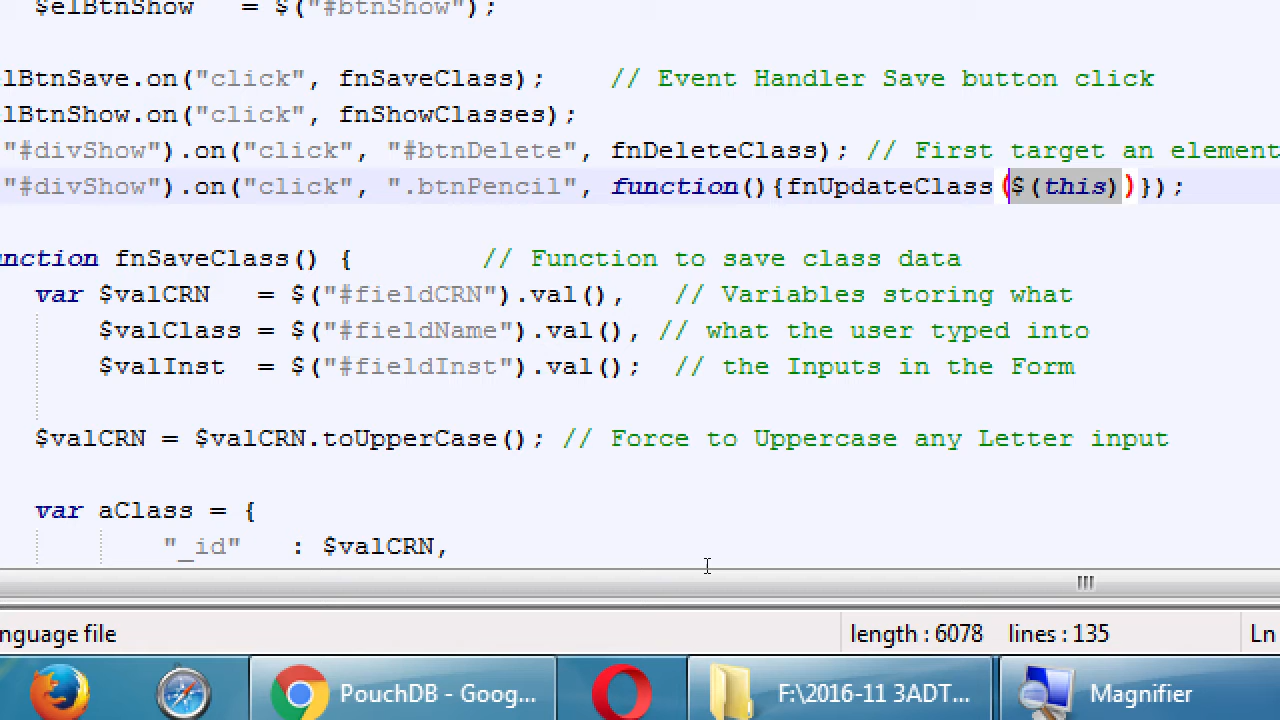 $elBtnShow   = $("#btnShow");
lBtnSave.on("click", fnSaveClass);    // Event Handler Save button click
lBtnShow.on("click", fnShowClasses);
"#divShow").on("click", "#btnDelete", fnDeleteClass); // First target an element
"#divShow").on("click", ".btnPencil", function(){fnUpdateClass($(this))});
nction fnSaveClass() {        // Function to save class data
var $valCRN   = $("#fieldCRN").val(),   // Variables storing what
$valClass = $("#fieldName").val(), // what the user typed into
$valInst  = $("#fieldInst").val();  // the Inputs in the Form
$valCRN = $valCRN.toUpperCase(); // Force to Uppercase any Letter input
var aClass = {
"_id"   : $valCRN,
nguage file length : 6078 lines : 135 Ln
PouchDB - Goog... F:\2016-11 3ADT... Magnifier